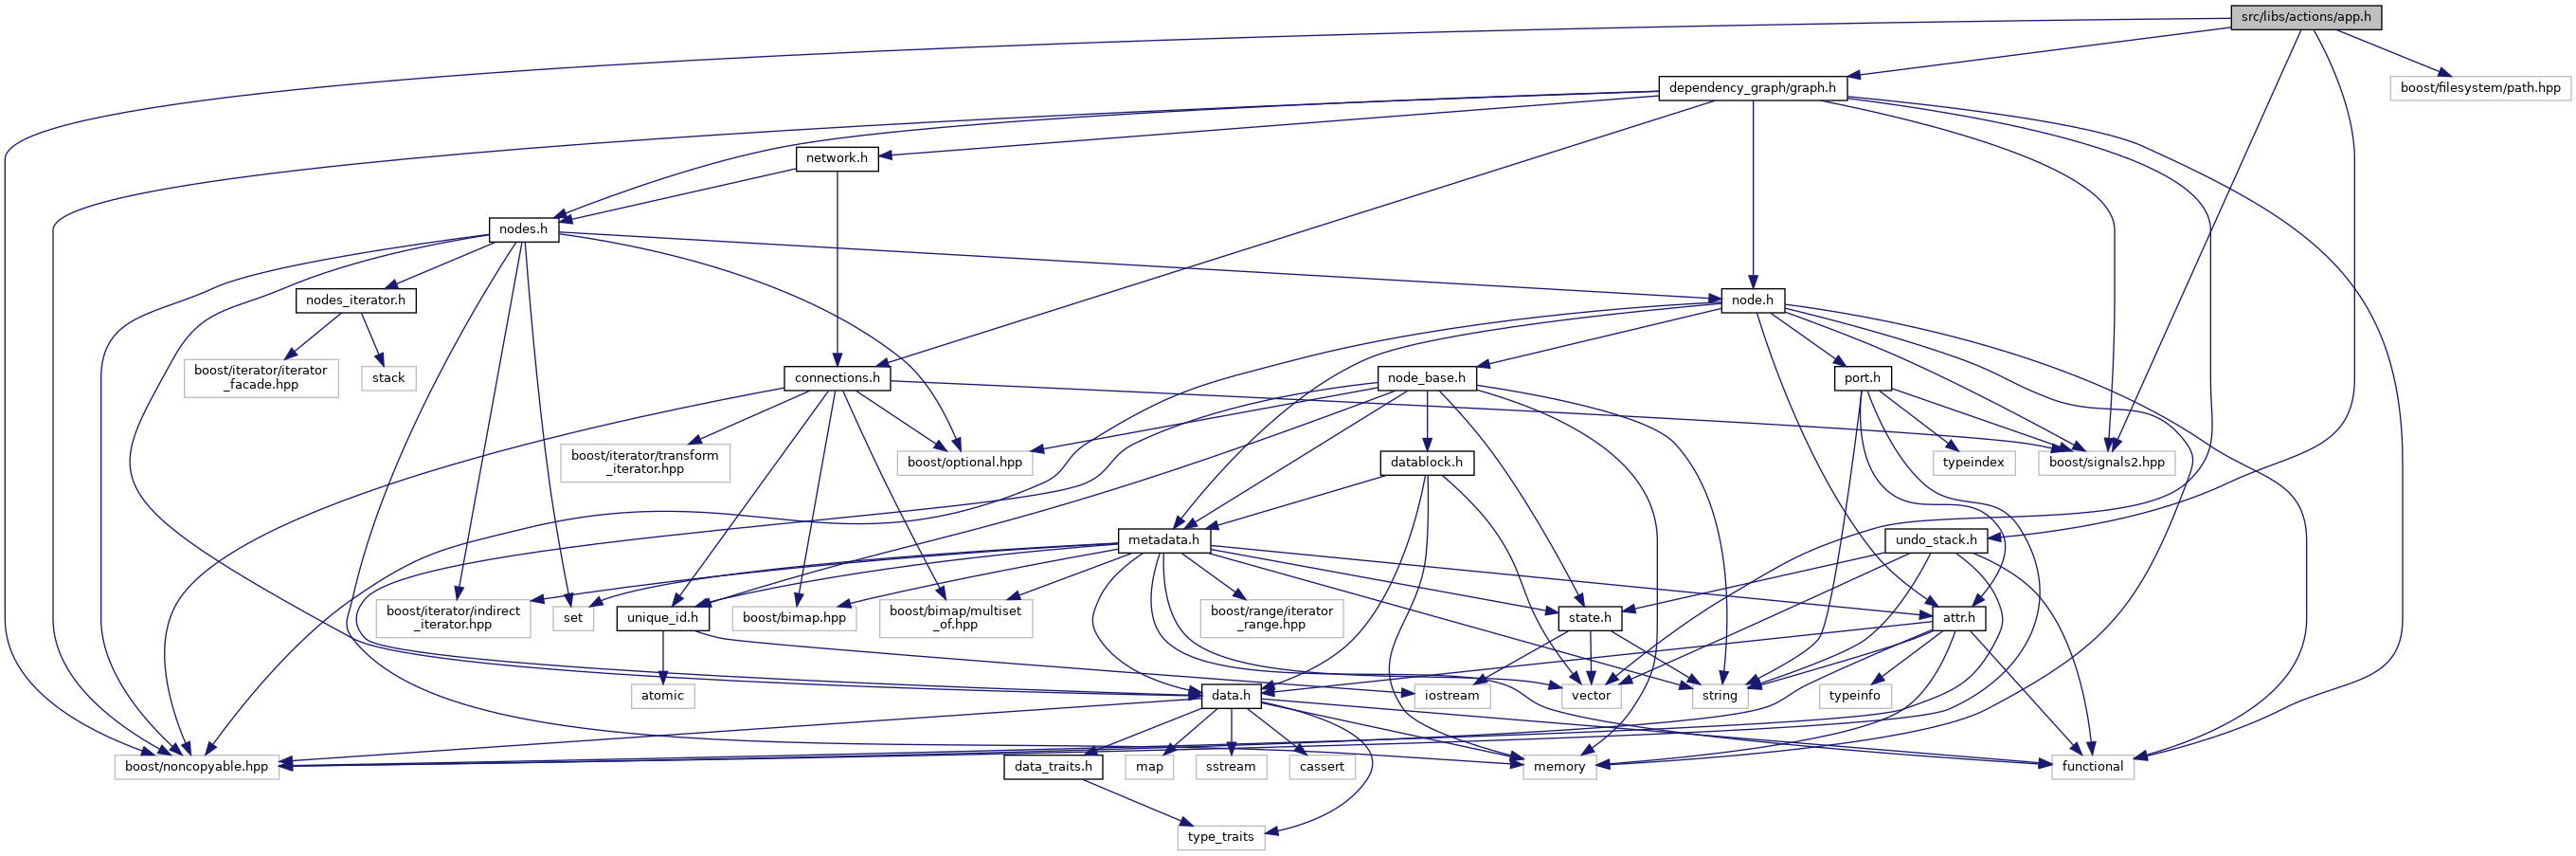 src/libs/actions/app.h
dependency_graph/graph.h
boost/filesystem/path.hpp
network.h
nodes.h
nodes_iterator.h
node.h
boost/iterator/iterator
_facade.hpp
stack
connections.h
node_base.h
port.h
boost/iterator/transform
_iterator.hpp
boost/optional.hpp
datablock.h
typeindex
boost/signals2.hpp
metadata.h
undo_stack.h
boost/iterator/indirect
_iterator.hpp
set
unique_id.h
boost/bimap.hpp
boost/bimap/multiset
_of.hpp
boost/range/iterator
_range.hpp
state.h
attr.h
atomic
data.h
iostream
vector
string
typeinfo
boost/noncopyable.hpp
data_traits.h
map
sstream
cassert
memory
functional
type_traits